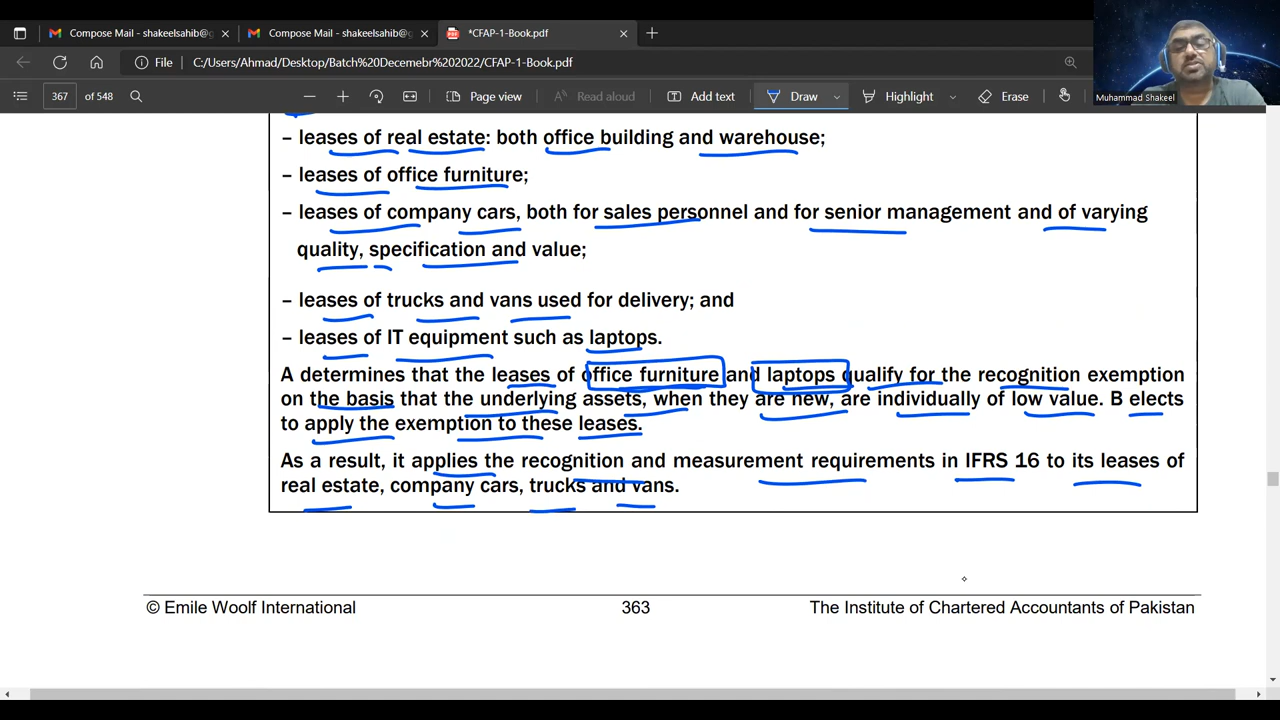 Compose Mail - shakeelsahib@g
Compose Mail - shakeelsahib@g
*CFAP-1-Book.pdf
File C:/Users/Ahmad/Desktop/Batch%20Decemebr%202022/CFAP-1-Book.pdf
367 of 548
Page view
Read aloud
Add text
Draw
Highlight
Erase
Muhammad Shakeel
– leases of real estate: both office building and warehouse;
– leases of office furniture;
– leases of company cars, both for sales personnel and for senior management and of varying
quality, specification and value;
– leases of trucks and vans used for delivery; and
– leases of IT equipment such as laptops.
A determines that the leases of office furniture and laptops qualify for the recognition exemption
on the basis that the underlying assets, when they are new, are individually of low value. B elects
to apply the exemption to these leases.
As a result, it applies the recognition and measurement requirements in IFRS 16 to its leases of
real estate, company cars, trucks and vans.
© Emile Woolf International 363 The Institute of Chartered Accountants of Pakistan